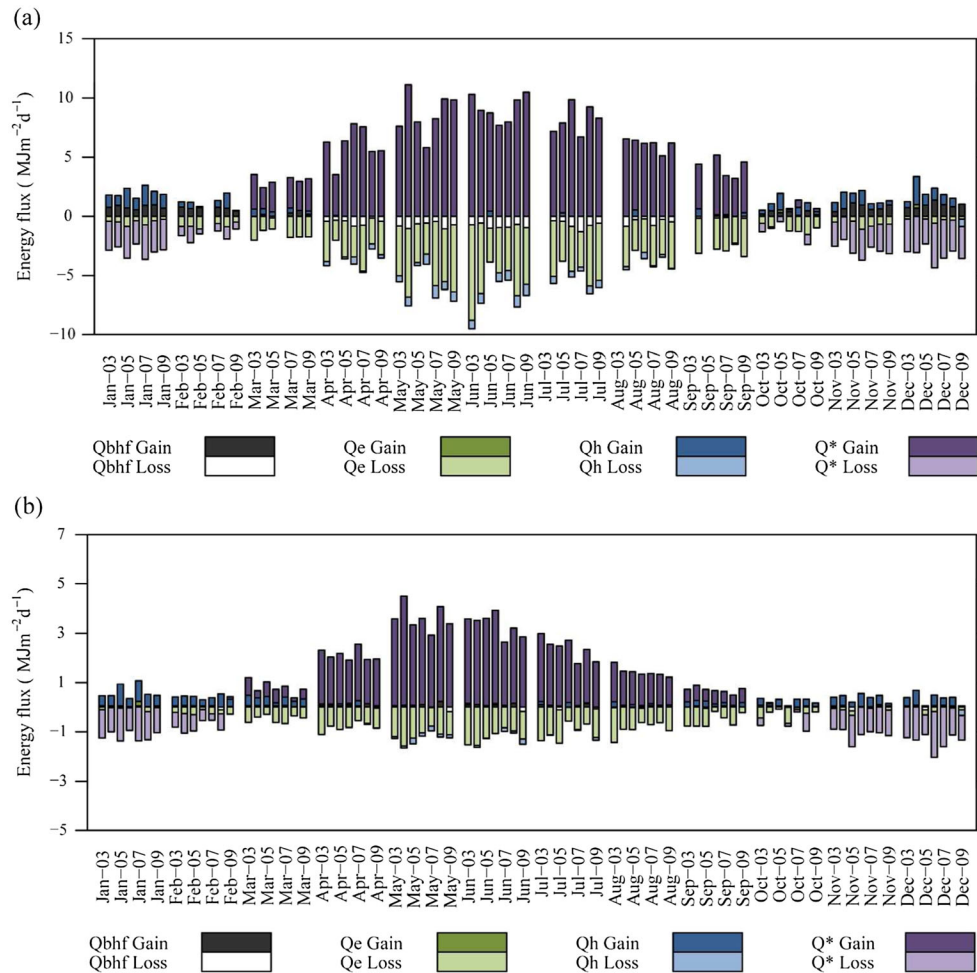 (a)
15
10
5
0
−5
−10
Energy flux ( MJm−2d−1)
Jan−03
Jan−05
Jan−07
Jan−09
Feb−03
Feb−05
Feb−07
Feb−09
Mar−03
Mar−05
Mar−07
Mar−09
Apr−03
Apr−05
Apr−07
Apr−09
May−03
May−05
May−07
May−09
Jun−03
Jun−05
Jun−07
Jun−09
Jul−03
Jul−05
Jul−07
Jul−09
Aug−03
Aug−05
Aug−07
Aug−09
Sep−03
Sep−05
Sep−07
Sep−09
Oct−03
Oct−05
Oct−07
Oct−09
Nov−03
Nov−05
Nov−07
Nov−09
Dec−03
Dec−05
Dec−07
Dec−09
Qbhf Gain
Qbhf Loss
Qe Gain
Qe Loss
Qh Gain
Qh Loss
Q* Gain
Q* Loss
(b)
7
5
3
1
−1
−3
−5
Energy flux ( MJm−2d−1)
Jan−03
Jan−05
Jan−07
Jan−09
Feb−03
Feb−05
Feb−07
Feb−09
Mar−03
Mar−05
Mar−07
Mar−09
Apr−03
Apr−05
Apr−07
Apr−09
May−03
May−05
May−07
May−09
Jun−03
Jun−05
Jun−07
Jun−09
Jul−03
Jul−05
Jul−07
Jul−09
Aug−03
Aug−05
Aug−07
Aug−09
Sep−03
Sep−05
Sep−07
Sep−09
Oct−03
Oct−05
Oct−07
Oct−09
Nov−03
Nov−05
Nov−07
Nov−09
Dec−03
Dec−05
Dec−07
Dec−09
Qbhf Gain
Qbhf Loss
Qe Gain
Qe Loss
Qh Gain
Qh Loss
Q* Gain
Q* Loss